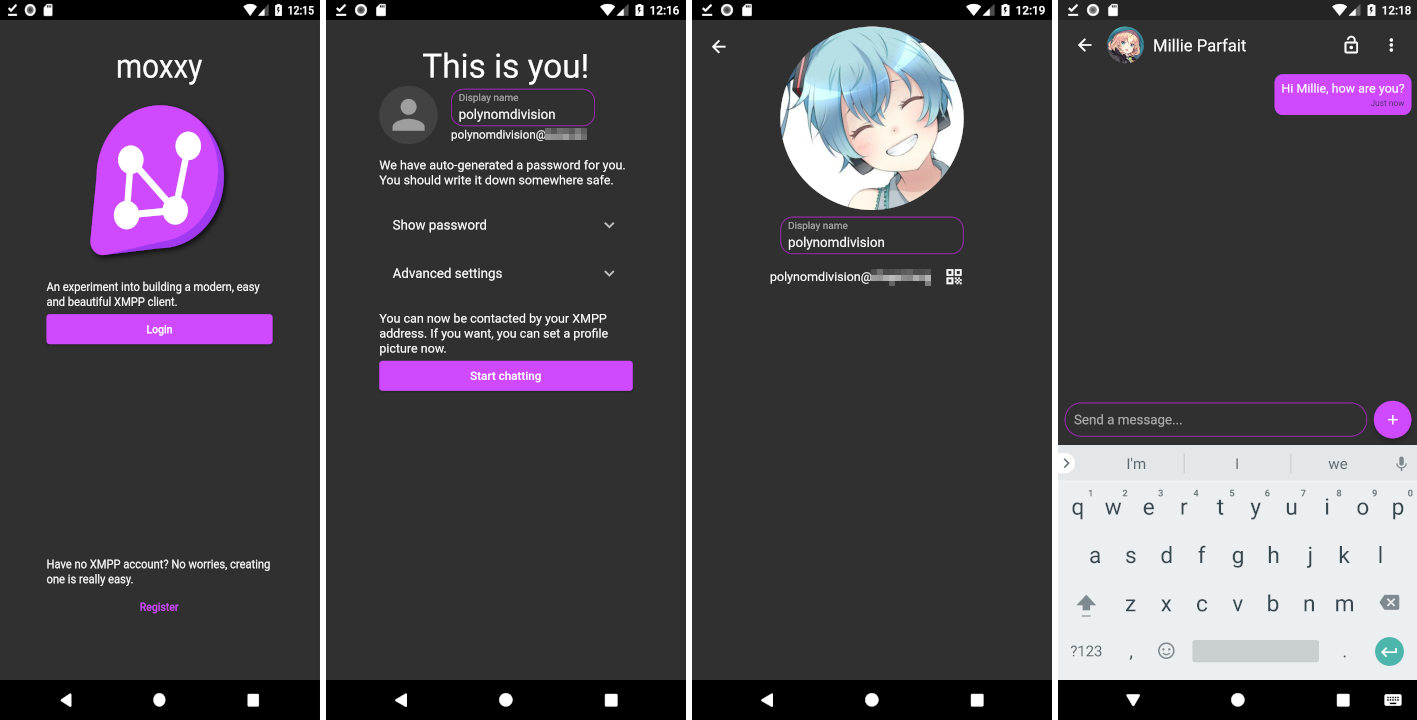 12:15
moxxy
An experiment into building a modern, easy
and beautiful XMPP client.
Login
Have no XMPP account? No worries, creating
one is really easy.
Register
12:16
This is you!
Display name
polynomdivision
polynomdivision@
We have auto-generated a password for you.
You should write it down somewhere safe.
Show password
Advanced settings
You can now be contacted by your XMPP
address. If you want, you can set a profile
picture now.
Start chatting
12:19
Display name
polynomdivision
polynomdivision@
12:18
Millie Parfait
Hi Millie, how are you?
Just now
Send a message...
+
I'm I we
1 2 3 4 5 6 7 8 9 0
q w e r t y u i o p
a s d f g h j k l
z x c v b n m
?123 , .